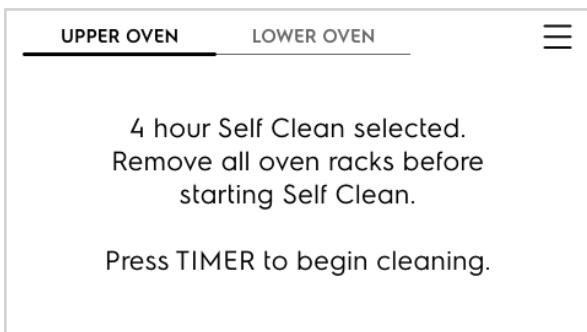 UPPER OVEN LOWER OVEN
4 hour Self Clean selected.
Remove all oven racks before
starting Self Clean.
Press TIMER to begin cleaning.